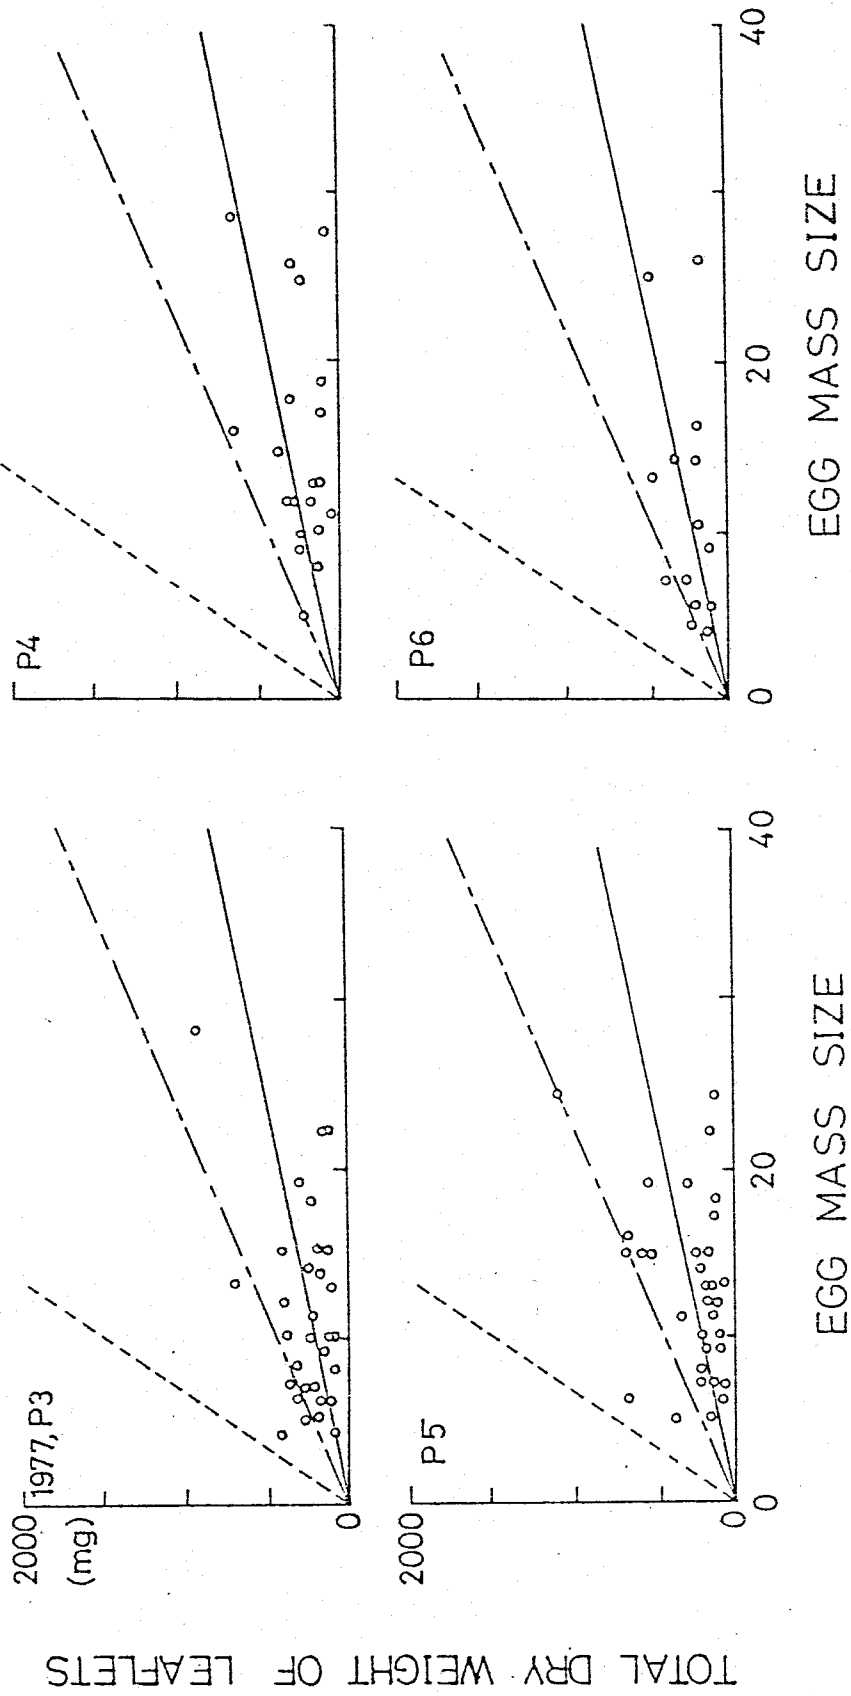 TOTAL DRY WEIGHT OF LEAFLETS
2000
(mg)
0
1977, P3
P4
2000
0
P5
P6
0
20
40
0
20
40
EGG MASS SIZE
EGG MASS SIZE